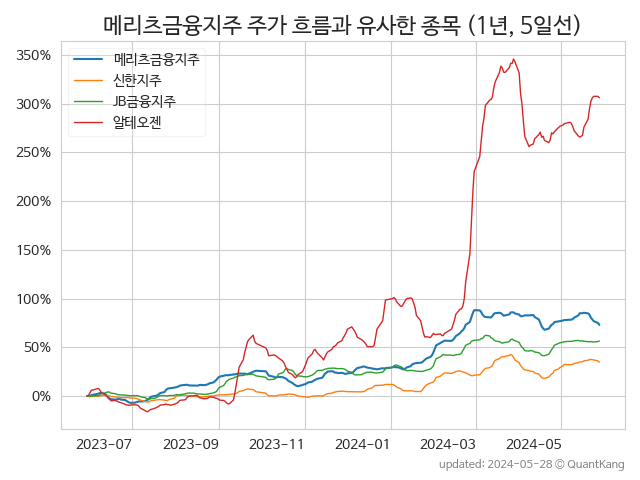 메리츠금융지주 주가 흐름과 유사한 종목 (1년, 5일선)
350%
300%
250%
200%
150%
100%
50%
0%
메리츠금융지주
신한지주
JB금융지주
알테오젠
2023-07
2023-09
2023-11
2024-01
2024-03
2024-05
updated: 2024-05-28 © QuantKang